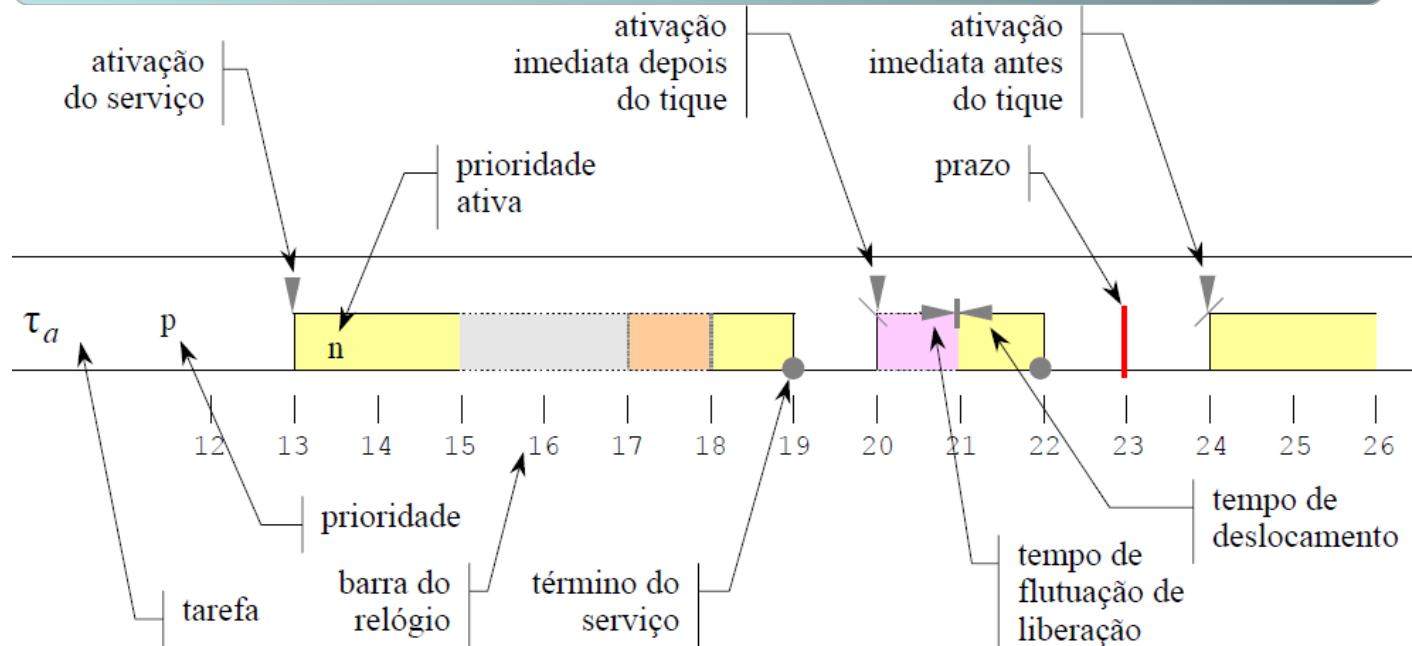 ativação
do serviço
prioridade
ativa
ativação
imediata depois
do tique
prazo
ativação
imediata antes
do tique
τa p n
12 13 14 15 16 17 18 19 20 21 22 23 24 25 26
tarefa
prioridade
barra do
relógio
término do
serviço
tempo de
flutuação de
liberação
tempo de
deslocamento